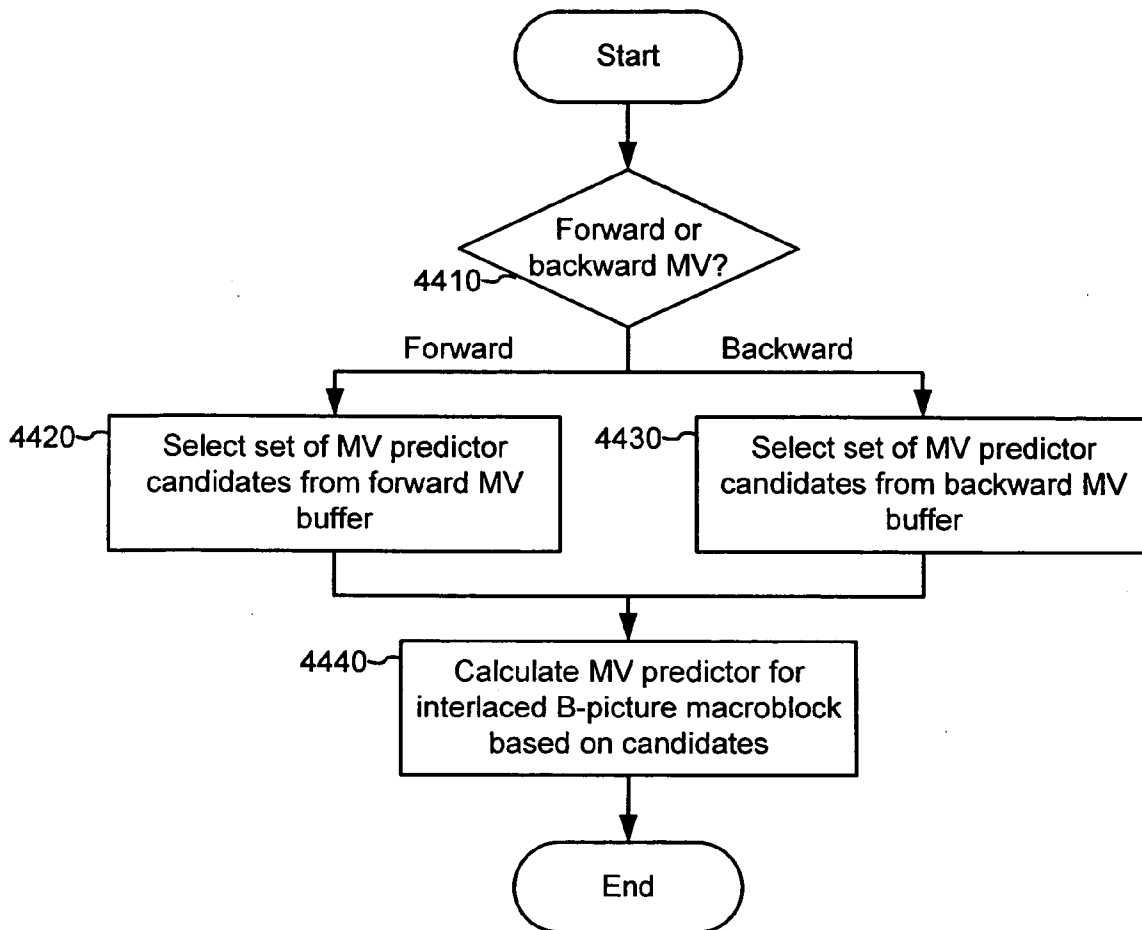 Start
Forward or
backward MV?
4410
Forward
Backward
4420
Select set of MV predictor
candidates from forward MV
buffer
4430
Select set of MV predictor
candidates from backward MV
buffer
4440
Calculate MV predictor for
interlaced B-picture macroblock
based on candidates
End